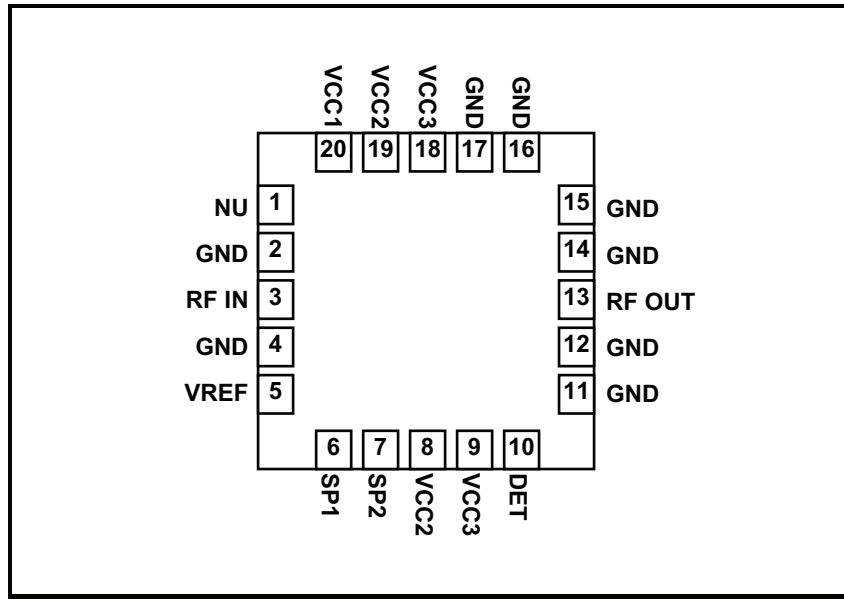 VCC1 VCC2 VCC3 GND GND
20 19 18 17 16
NU 1 15 GND
GND 2 14 GND
RF IN 3 13 RF OUT
GND 4 12 GND
VREF 5 11 GND
6 7 8 9 10
SP1 SP2 VCC2 VCC3 DET